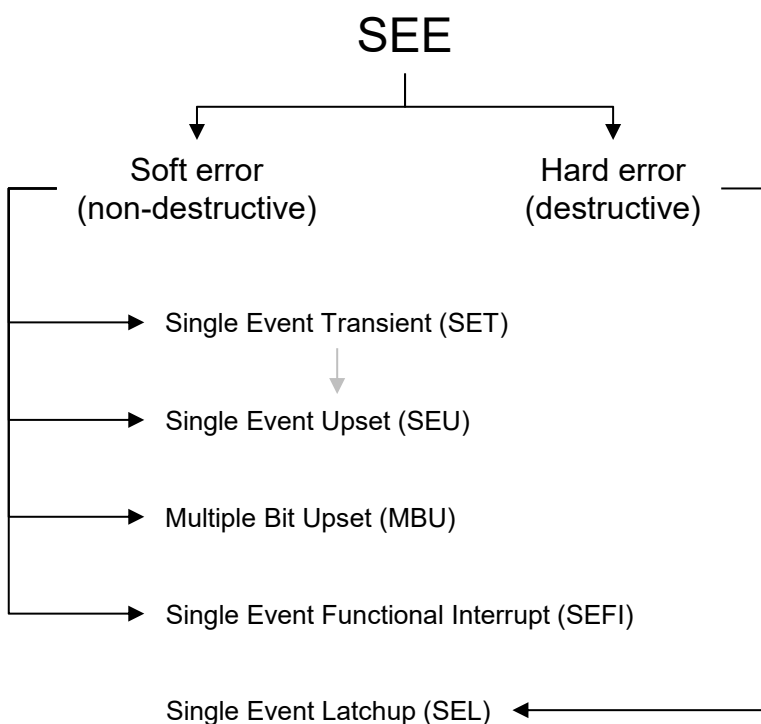 SEE
Soft error
(non-destructive)
Hard error
(destructive)
Single Event Transient (SET)
Single Event Upset (SEU)
Multiple Bit Upset (MBU)
Single Event Functional Interrupt (SEFI)
Single Event Latchup (SEL)